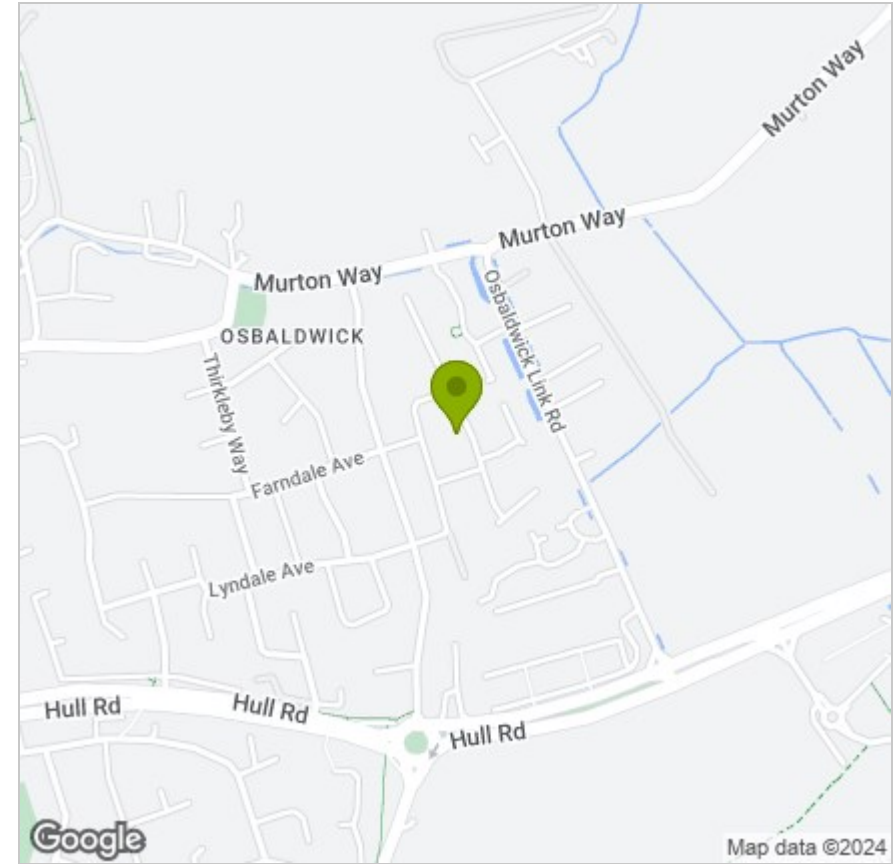 Murton Way
Murton Way
Murton Way
OSBALDWICK
Osbaldwick Link Rd
Thirkleby Way
Farndale Ave
Lyndale Ave
Hull Rd
Hull Rd
Hull Rd
Google
Map data ©2024